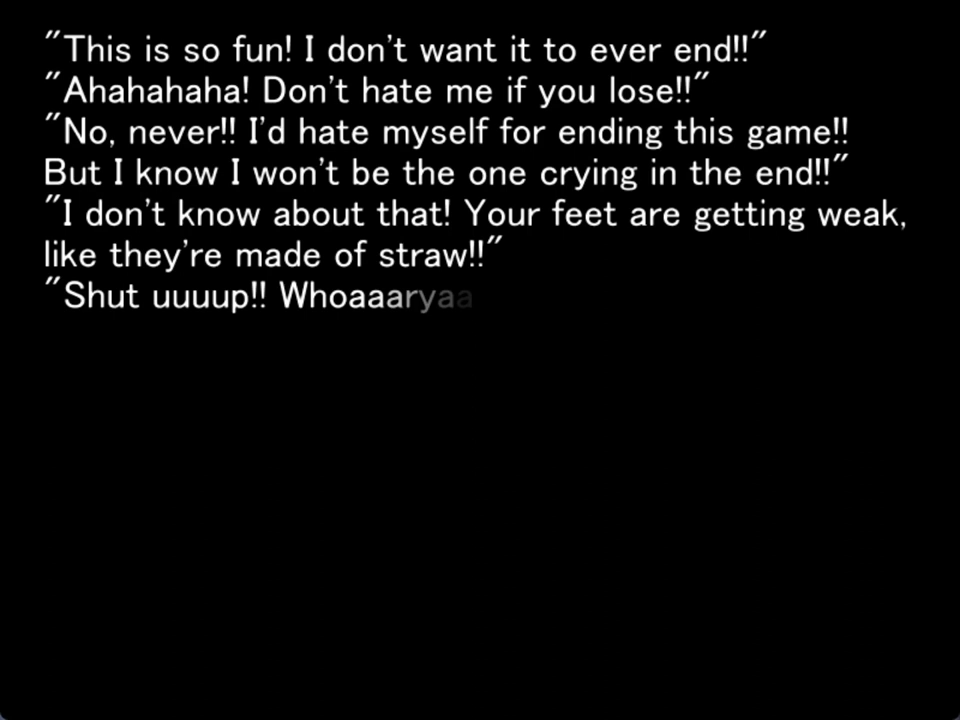 "This is so fun! I don't want it to ever end!!"
"Ahahahaha! Don't hate me if you lose!!"
"No, never!! I'd hate myself for ending this game!!
But I know I won't be the one crying in the end!!"
"I don't know about that! Your feet are getting weak,
like they're made of straw!!"
"Shut uuuup!! Whoaaaryaa